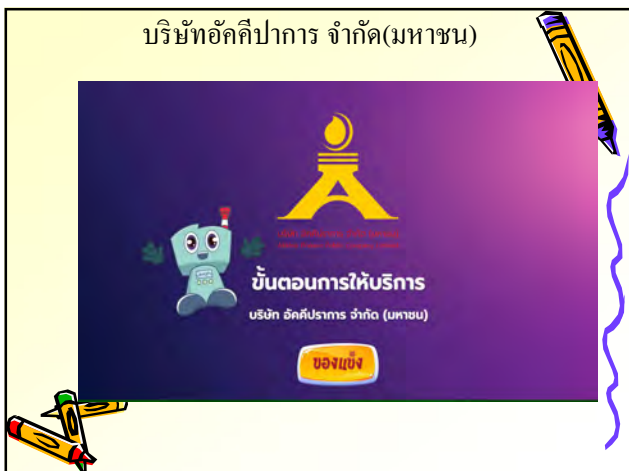 บริษัทอัคคีปาการ จำกัด(มหาชน)
ขั้นตอนการให้บริการ
บริษัท อัคคีปราการ จำกัด (มหาชน)
ของแข็ง